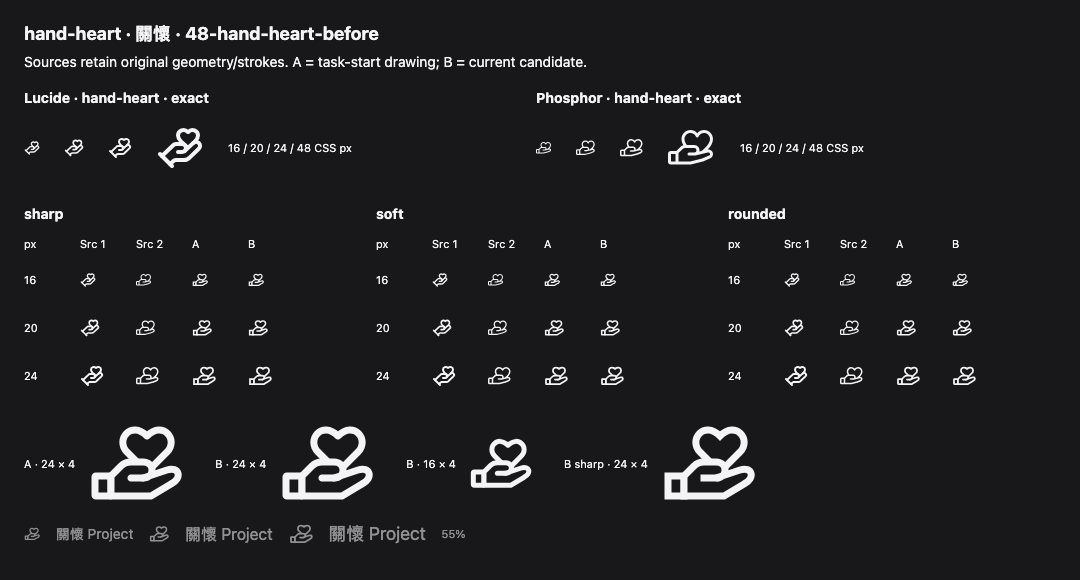 hand-heart · 關懷 · 48-hand-heart-before
Sources retain original geometry/strokes. A = task-start drawing; B = current candidate.
Lucide · hand-heart · exact
16 / 20 / 24 / 48 CSS px
Phosphor · hand-heart · exact
16 / 20 / 24 / 48 CSS px
sharp
px Src 1 Src 2 A B
16
20
24
soft
px Src 1 Src 2 A B
16
20
24
rounded
px Src 1 Src 2 A B
16
20
24
A · 24 × 4
B · 24 × 4
B · 16 × 4
B sharp · 24 × 4
關懷 Project 關懷 Project 關懷 Project 55%